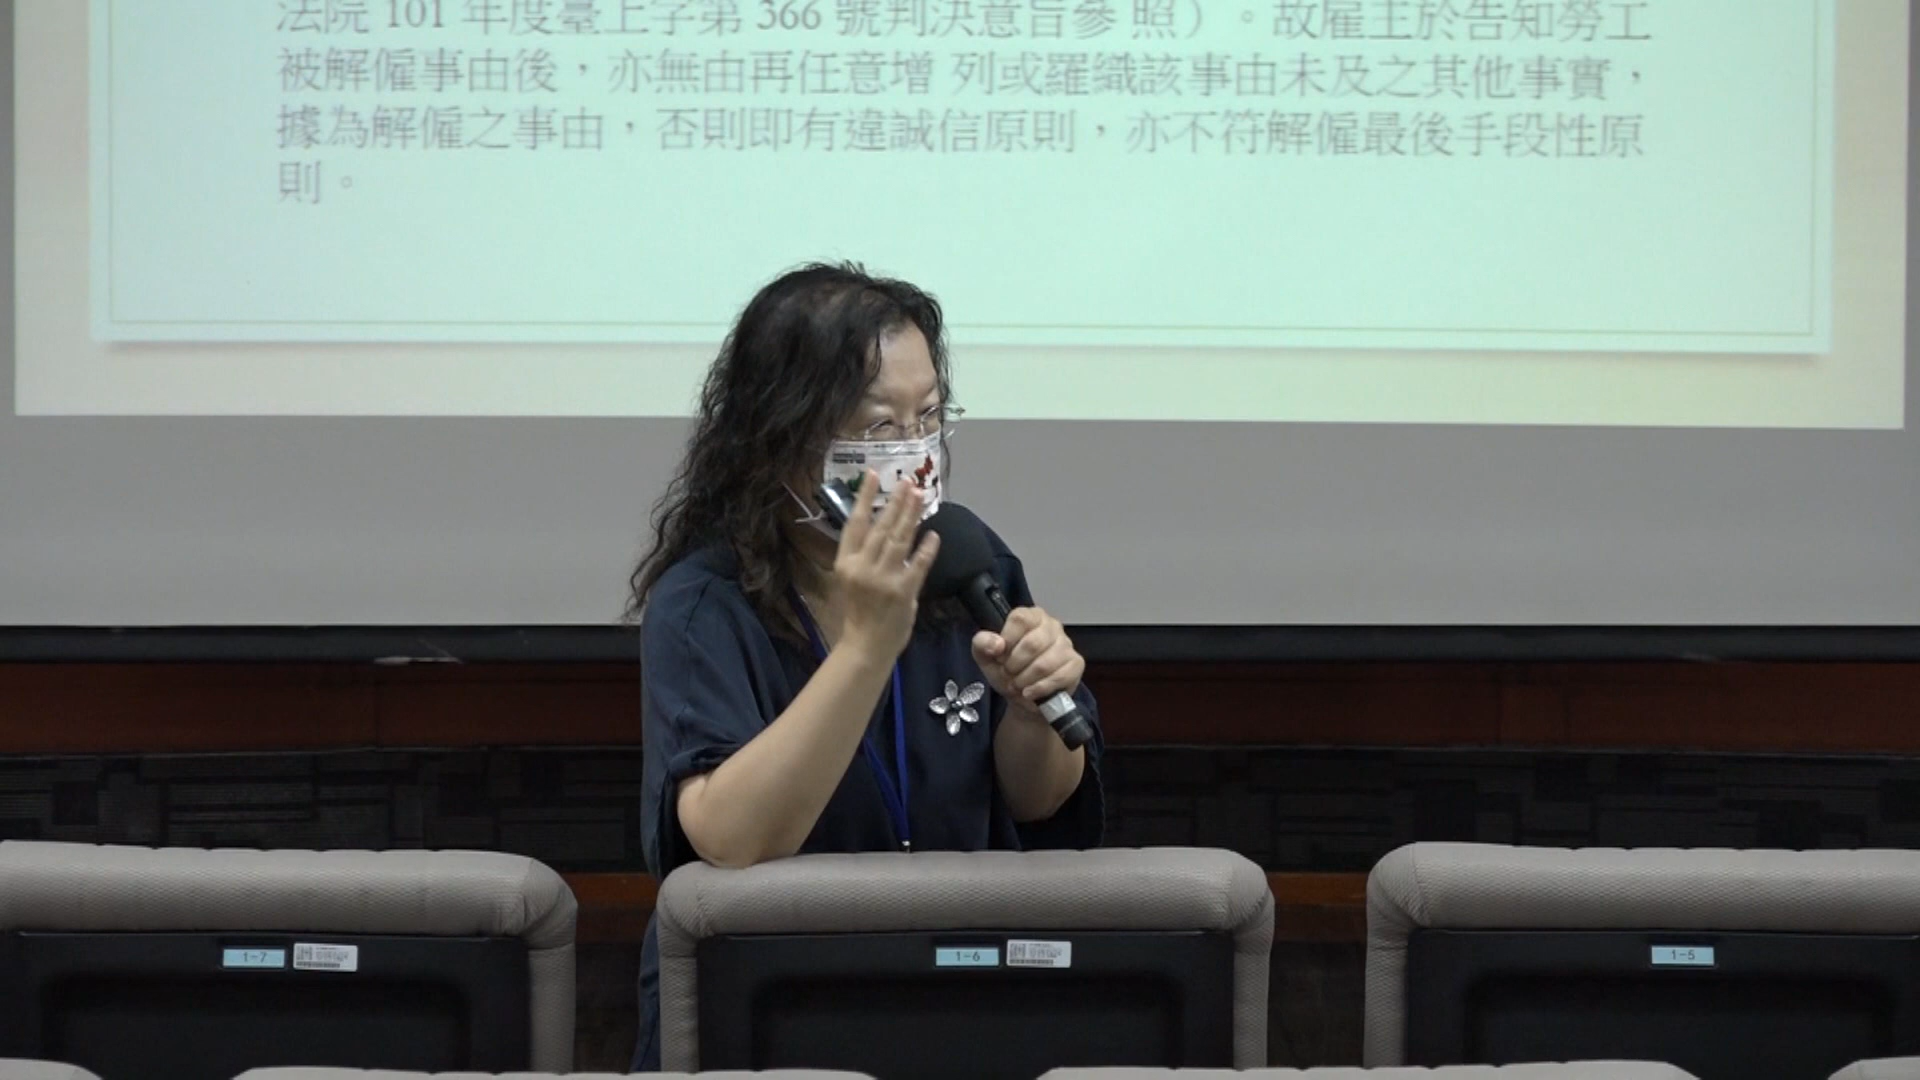 法院 101 年度臺上字第 366 號判決意旨參 照）。故雇主於告知勞工
被解僱事由後，亦無由再任意增 列或羅織該事由未及之其他事實，
據為解僱之事由，否則即有違誠信原則，亦不符解僱最後手段性原
則。
1-7
1-6
1-5